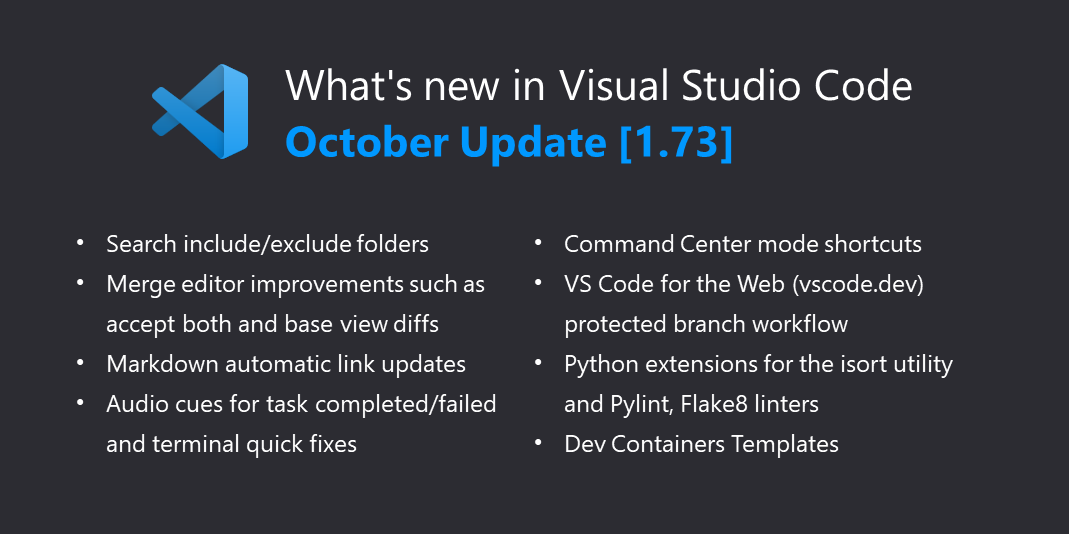 What's new in Visual Studio Code
October Update [1.73]
• Search include/exclude folders
• Merge editor improvements such as
accept both and base view diffs
• Markdown automatic link updates
• Audio cues for task completed/failed
and terminal quick fixes
• Command Center mode shortcuts
• VS Code for the Web (vscode.dev)
protected branch workflow
• Python extensions for the isort utility
and Pylint, Flake8 linters
• Dev Containers Templates